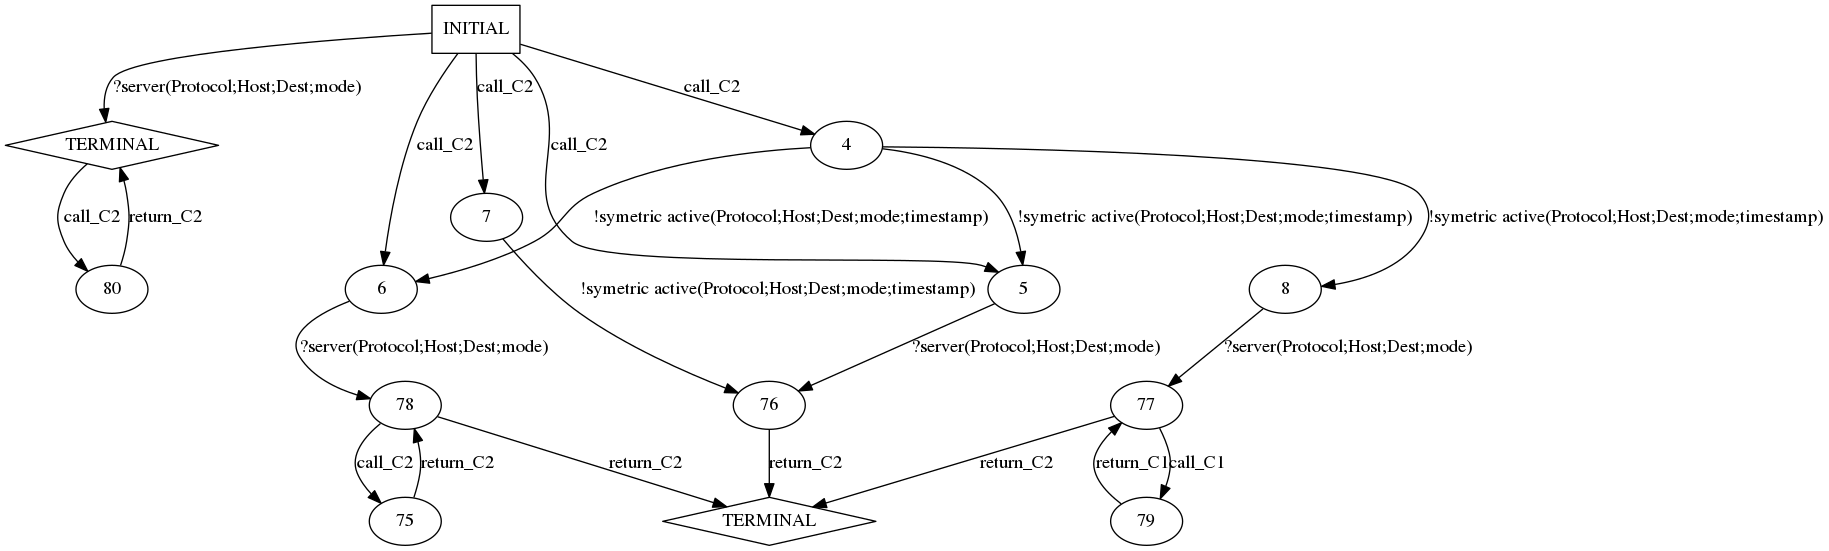 INITIAL
?server(Protocol;Host;Dest;mode)
call_C2
call_C2
TERMINAL
call_C2
call_C2
4
call_C2
return_C2
7
!symetric active(Protocol;Host;Dest;mode;timestamp)
!symetric active(Protocol;Host;Dest;mode;timestamp)
!symetric active(Protocol;Host;Dest;mode;timestamp)
80
6
!symetric active(Protocol;Host;Dest;mode;timestamp)
5
8
?server(Protocol;Host;Dest;mode)
?server(Protocol;Host;Dest;mode)
?server(Protocol;Host;Dest;mode)
78
76
77
call_C2
return_C2
return_C2
return_C2
return_C2
return_C1
call_C1
75
TERMINAL
79